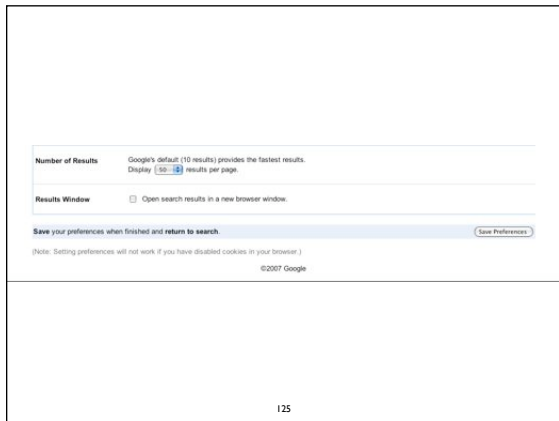 Number of Results
Google's default (10 results) provides the fastest results.
Display 50 results per page.
Results Window
Open search results in a new browser window.
Save your preferences when finished and return to search.
Save Preferences
(Note: Setting preferences will not work if you have disabled cookies in your browser.)
©2007 Google
125